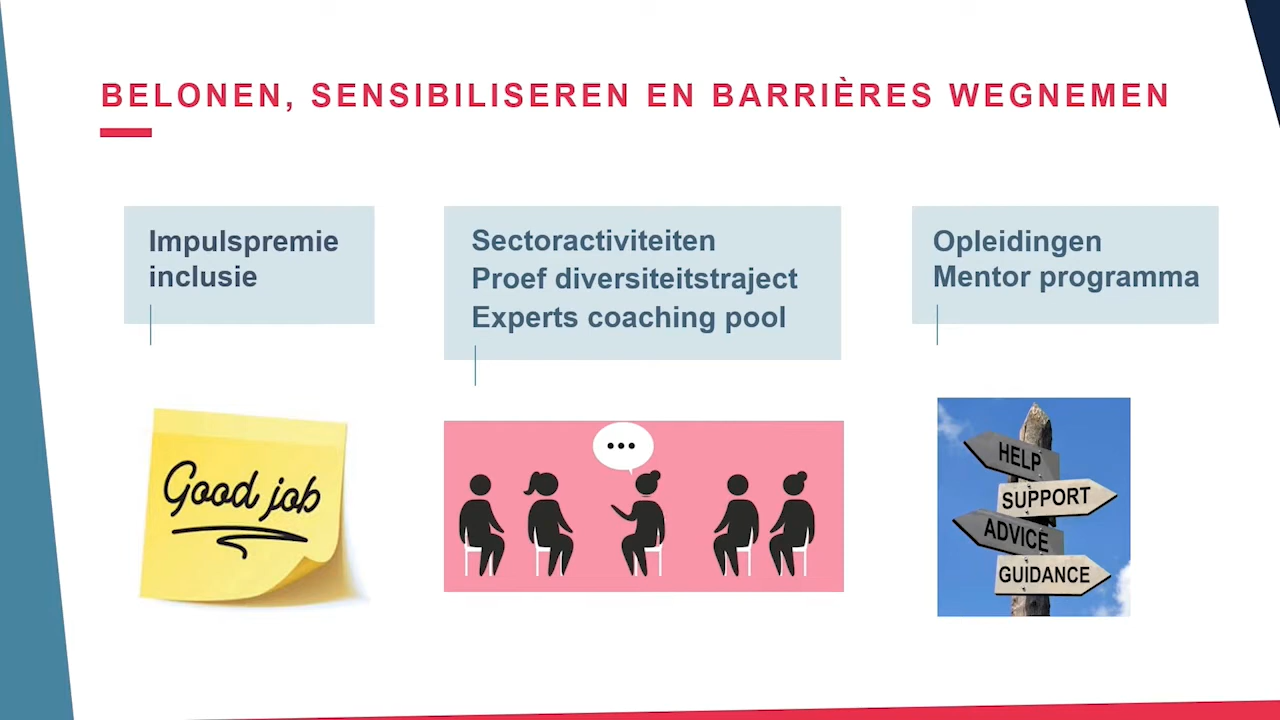 BELONEN, SENSIBILISEREN EN BARRIÈRES WEGNEMEN
Impulspremie
inclusie
Sectoractiviteiten
Proef diversiteitstraject
Experts coaching pool
Opleidingen
Mentor programma
Good job
HELP
SUPPORT
ADVICE
GUIDANCE